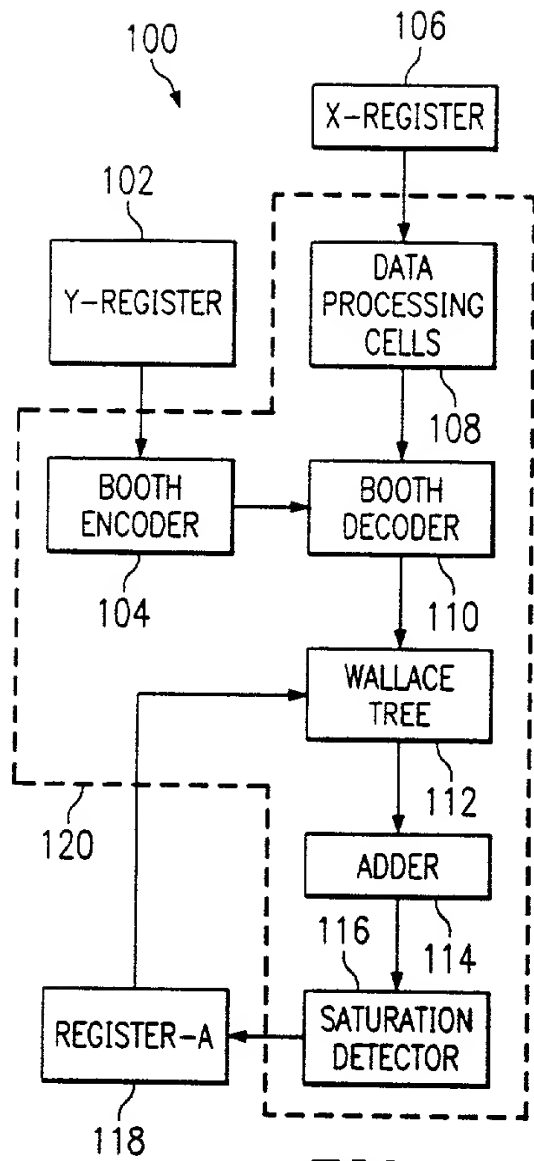 106
100
X-REGISTER
102
Y-REGISTER
DATA
PROCESSING
CELLS
108
BOOTH
ENCODER
BOOTH
DECODER
104
110
WALLACE
TREE
112
120
ADDER
116
114
REGISTER-A
SATURATION
DETECTOR
118